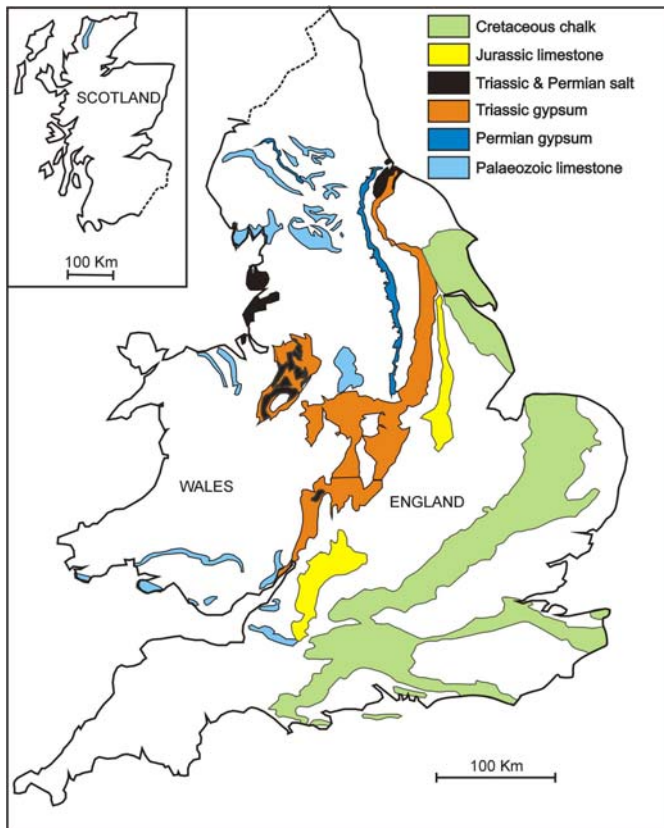 SCOTLAND
100 Km
Cretaceous chalk
Jurassic limestone
Triassic & Permian salt
Triassic gypsum
Permian gypsum
Palaeozoic limestone
WALES
ENGLAND
100 Km